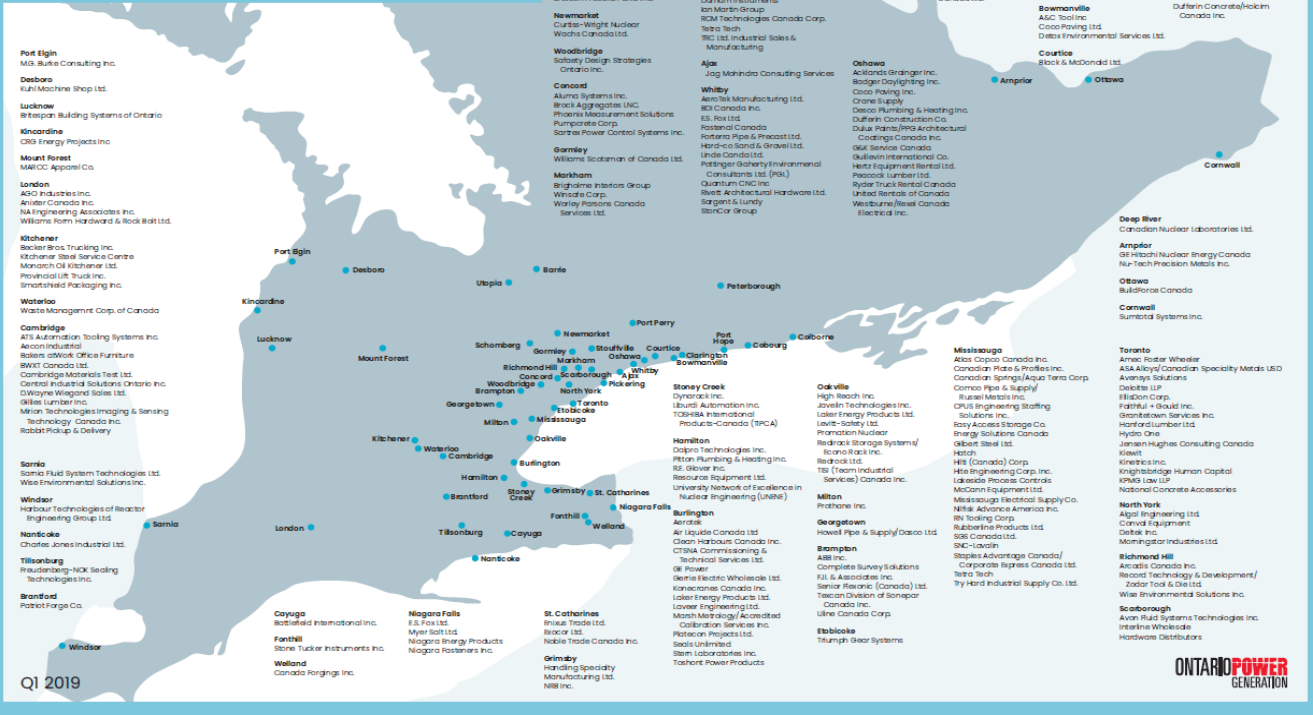 Newmarket
Curtiss-Wright Nuclear
Wachs Canada Ltd.
Woodbridge
Safaety Design Strategies
Ontario Inc.
Concord
Aluma Systems Inc.
Brock Aggregates LNC.
Phoenix Measurement Solutions
Pumpcrete Corp.
Sartrex Power Control Systems Inc.
Gormley
Williams Scotsman of Canada Ltd.
Markham
Brigholme Interiors Group
Winsafe Corp.
Worley Parsons Canada
Services Ltd.
Ian Martin Group
RCM Technologies Canada Corp.
Tetra Tech
TRC Ltd. Industrial Sales &
Manufacturing
Ajax
Jag Mohindra Consulting Services
Whitby
AeroTek Manufacturing Ltd.
BDI Canada Inc.
E.S. Fox Ltd.
Fastenal Canada
Forterra Pipe & Precast Ltd.
Hard-co Sand & Gravel Ltd.
Linde Canda Ltd.
Pottinger Gaherty Environmenal
Consultants Ltd. (PGL)
Quantum CNC Inc
Rivett Architectural Hardware Ltd.
Sargent & Lundy
StonCor Group
Oshawa
Acklands Grainger Inc.
Badger Daylighting Inc.
Coco Paving Inc.
Crane Supply
Desco Plumbing & Heating Inc.
Dufferin Construction Co.
Dulux Paints/PPG Architectural
Coatings Canada Inc.
G&K Service Canada
Guillevin International Co.
Hertz Equipment Rental Ltd.
Peacock Lumber Ltd.
Ryder Truck Rental Canada
United Rentals of Canada
Westburne/Rexel Canada
Electrical Inc.
Bowmanville
A&C Tool Inc
Coco Paving Ltd.
Detox Environmental Services Ltd.
Courtice
Black & McDonald Ltd.
Dufferin Concrete/Holcim
Canada Inc.
Port Elgin
M.G. Burke Consulting Inc.
Desboro
Kuhl Machine Shop Ltd.
Lucknow
Britespan Building Systems of Ontario
Kincardine
CRG Energy Projects Inc
Mount Forest
MARCC Apparel Co.
London
AGO Industries Inc.
Anixter Canada Inc.
NA Engineering Associates Inc.
Williams Form Hardward & Rock Bolt Ltd.
Kitchener
Becker Bros. Trucking Inc.
Kitchener Steel Service Centre
Monarch Oil Kitchener Ltd.
Provincial Lift Truck Inc.
Smartshield Packaging Inc.
Waterloo
Waste Managemnt Corp. of Canada
Cambridge
ATS Automation Tooling Systems Inc.
Aecon Industrial
Bakers atWork Office Furniture
BWXT Canada Ltd.
Cambridge Materials Test Ltd.
Central Industrial Solutions Ontario Inc.
D.Wayne Wiegand Sales Ltd.
Gillies Lumber Inc.
Mirion Technologies Imaging & Sensing
Technology Canada Inc.
Rabbit Pickup & Delivery
Sarnia
Sarnia Fluid System Technologies Ltd.
Wise Environmental Solutions Inc.
Windsor
Harbour Technologies of Reactor
Engineering Group Ltd.
Nanticoke
Charles Jones Industrial Ltd.
Tillsonburg
Freudenberg-NOK Sealing
Technologies Inc.
Brantford
Patriot Forge Co.
Arnprior
Ottawa
Cornwall
Port Elgin
Desboro
Barrie
Utopia
Peterborough
Kincardine
Lucknow
Mount Forest
Port Perry
Newmarket
Schomberg
Stouffville
Gormley
Courtice
Clarington
Port
Hope
Cobourg
Colborne
Markham
Oshawa
Bowmanville
Richmond Hill
Whitby
Scarborough
Ajax
Concord
Woodbridge
Pickering
Brampton
North York
Georgetown
Toronto
Etobicoke
Milton
Mississauga
Kitchener
Oakville
Waterloo
Cambridge
Burlington
Hamilton
Stoney
Creek
Grimsby
St. Catharines
Brantford
Niagara Falls
Fonthill
Welland
Sarnia
London
Tillsonburg
Cayuga
Nanticoke
Windsor
Deep River
Canadian Nuclear Laboratories Ltd.
Arnprior
GE Hitachi Nuclear Energy Canada
Nu-Tech Precision Metals Inc.
Ottawa
BuildForce Canada
Cornwall
Sumtotal Systems Inc.
Stoney Creek
Dynarack Inc.
Liburdi Automation Inc.
TOSHIBA International
Products-Canada (TIPCA)
Hamilton
Dalpro Technologies Inc.
Pitton Plumbing & Heating Inc.
R.E. Glover Inc.
Resource Equipment Ltd.
University Network of Excellence in
Nuclear Engineering (UNENE)
Burlington
Aerotek
Air Liquide Canada Ltd
Clean Harbours Canada Inc.
CTSNA Commissioning &
Technical Services Ltd.
GE Power
Gerrie Electric Wholesale Ltd.
Konecranes Canada Inc.
Laker Energy Products Ltd.
Laveer Engineering Ltd.
Marsh Metrology/Accredited
Calibration Services Inc.
Platecon Projects Ltd.
Seals Unlimited
Stern Laboratories Inc.
Toshont Power Products
Oakville
High Reach Inc.
Javelin Technologies Inc.
Laker Energy Products Ltd.
Levitt-Safety Ltd.
Promation Nuclear
Redirack Storage Systems/
Econo Rack Inc.
Redrock Ltd.
TISI (Team Industrial
Services) Canada Inc.
Milton
Prothane Inc.
Georgetown
Howell Pipe & Supply/Dasco Ltd.
Brampton
ABB Inc.
Complete Survey Solutions
FJL & Associates Inc.
Senior Flexonic (Canada) Ltd.
Texcan Division of Sonepar
Canada Inc.
Uline Canada Corp.
Etobicoke
Triumph Gear Systems
Mississauga
Atlas Copco Canada Inc.
Canadian Plate & Profiles Inc.
Canadian Springs/Aqua Terra Corp.
Comco Pipe & Supply/
Russel Metals Inc.
CPUS Engineering Staffing
Solutions Inc.
Easy Access Storage Co.
Energy Solutions Canada
Gilbert Steel Ltd.
Hatch
Hilti (Canada) Corp.
Hite Engineering Corp. Inc.
Lakeside Process Controls
McCann Equipment Ltd.
Mississauga Electrical Supply Co.
Nilfisk Advance America Inc.
RN Tooling Corp.
Rubberline Products Ltd.
SGS Canada Ltd.
SNC-Lavalin
Staples Advantage Canada/
Corporate Express Canada Ltd.
Tetra Tech
Try Hard Industrial Supply Co. Ltd.
Toronto
Amec Foster Wheeler
ASA Alloys/Canadian Speciality Metals USD
Avensys Solutions
Deloitte LLP
EllisDon Corp.
Faithful + Gould Inc.
Granitetown Services Inc.
Hanford Lumber Ltd.
Hydro One
Jensen Hughes Consulting Canada
Kiewit
Kinetrics Inc.
Knightsbridge Human Capital
KPMG Law LLP
National Concrete Accessories
North York
Algal Engineering Ltd.
Conval Equipment
Deltek Inc.
Morningstar Industries Ltd.
Richmond Hill
Arcadis Canada Inc.
Record Technology & Development/
Zadar Tool & Die Ltd.
Wise Environmental Solutions Inc.
Scarborough
Avon Fluid Systems Technologies Inc.
Interline Wholesale
Hardware Distributors
Cayuga
Battlefield International Inc.
Fonthill
Stone Tucker Instruments Inc.
Welland
Canada Forgings Inc.
Niagara Falls
E.S. Fox Ltd.
Myer Salt Ltd.
Niagara Energy Products
Niagara Fasteners Inc.
St. Catharines
Enixus Trade Ltd.
Exocor Ltd.
Noble Trade Canada Inc.
Grimsby
Handling Specialty
Manufacturing Ltd.
NRB Inc.
Q1 2019
ONTARIOPOWER
GENERATION